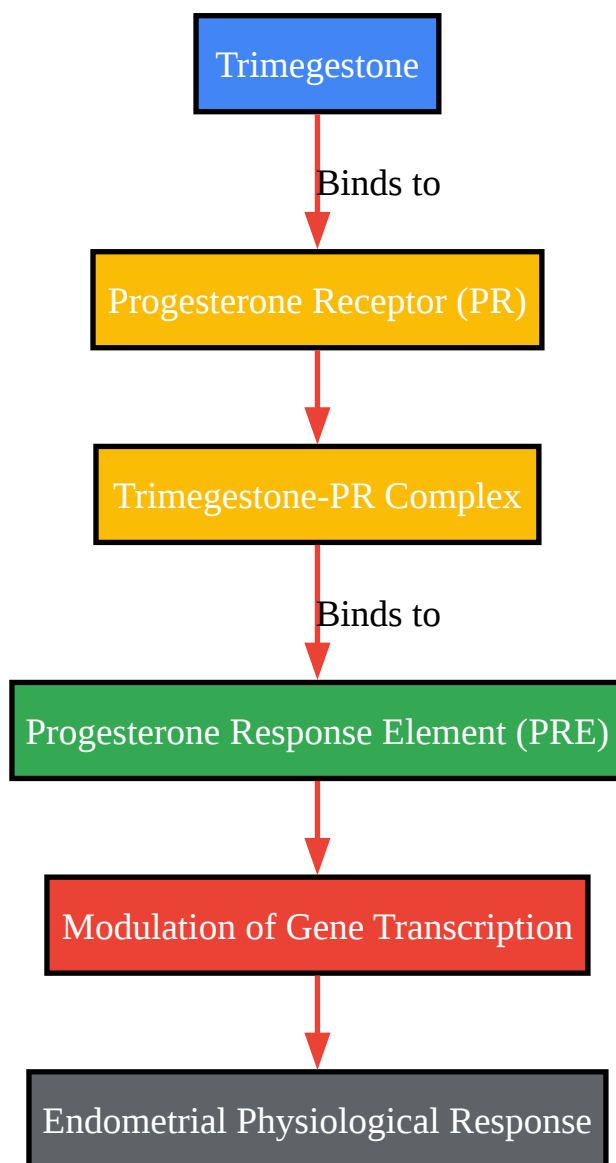 Trimegestone
Binds to
Progesterone Receptor (PR)
Trimegestone-PR Complex
Binds to
Progesterone Response Element (PRE)
Modulation of Gene Transcription
Endometrial Physiological Response